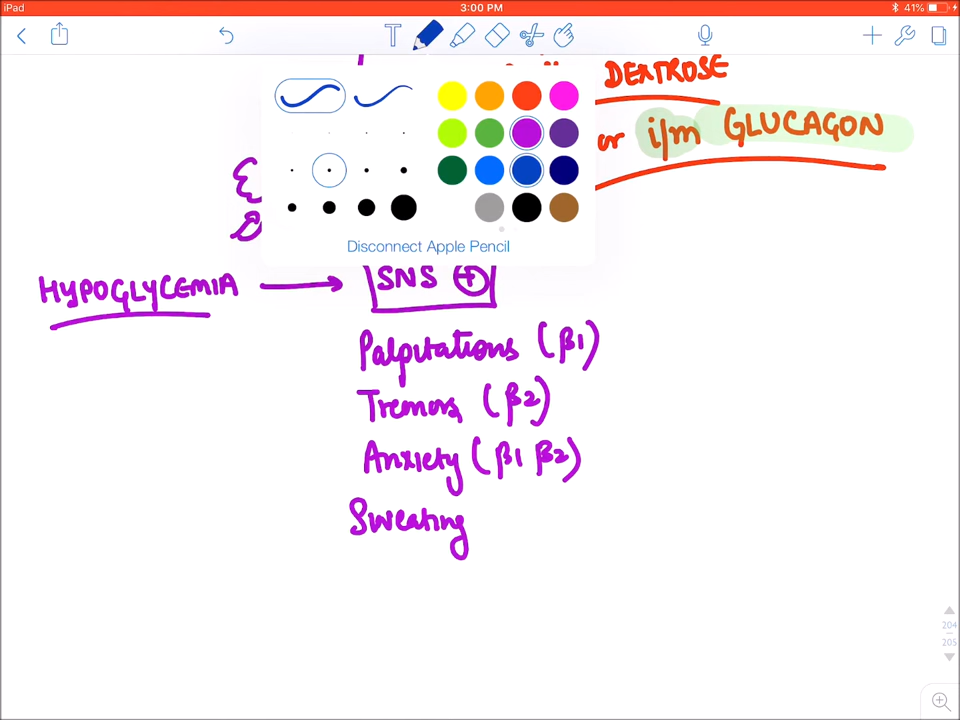 iPad
3:00 PM
41%
T
DEXTROSE
or i/m GLUCAGON
Disconnect Apple Pencil
HYPOGLYCEMIA → SNS +
Palpitations (β1)
Tremors (β2)
Anxiety (β1 β2)
Sweating
204
205